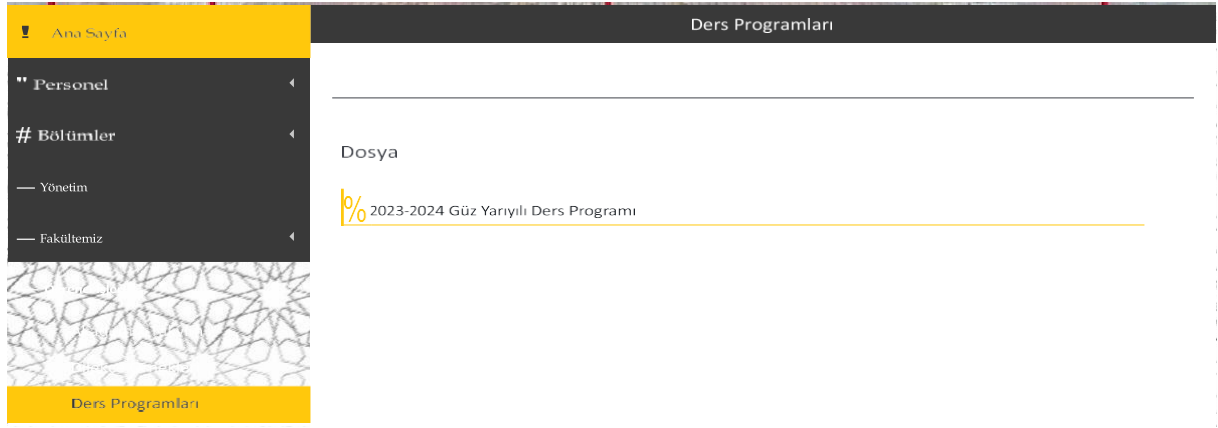 Ana Sayfa
Ders Programları
" Personel
# Bölümler
Dosya
— Yönetim
% 2023-2024 Güz Yarıyılı Ders Programı
— Fakültemiz
Ders Programları